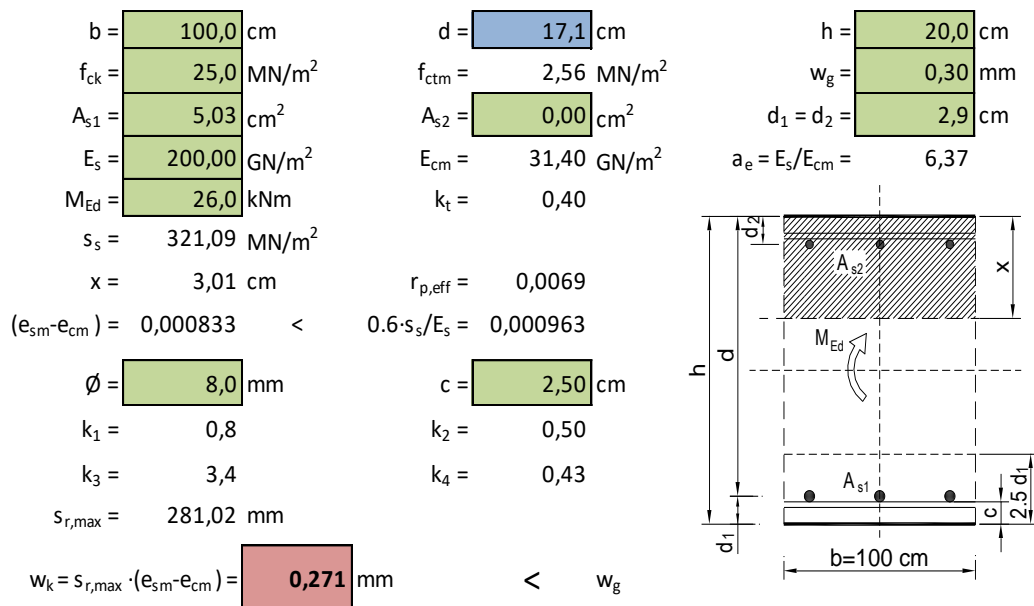 b = 100,0 cm d = 17,1 cm h = 20,0 cm
f_ck = 25,0 MN/m² f_ctm = 2,56 MN/m² w_g = 0,30 mm
A_s1 = 5,03 cm² A_s2 = 0,00 cm² d_1 = d_2 = 2,9 cm
E_s = 200,00 GN/m² E_cm = 31,40 GN/m² a_e = E_s/E_cm = 6,37
M_Ed = 26,0 kNm k_t = 0,40
s_s = 321,09 MN/m²
x = 3,01 cm r_p,eff = 0,0069
(e_sm-e_cm) = 0,000833 < 0.6·s_s/E_s = 0,000963
Ø = 8,0 mm c = 2,50 cm
k_1 = 0,8 k_2 = 0,50
k_3 = 3,4 k_4 = 0,43
s_r,max = 281,02 mm
w_k = s_r,max ·(e_sm-e_cm) = 0,271 mm < w_g
d_2
A_s2
x
M_Ed
h
d
A_s1
2.5 d_1
c
d_1
b=100 cm